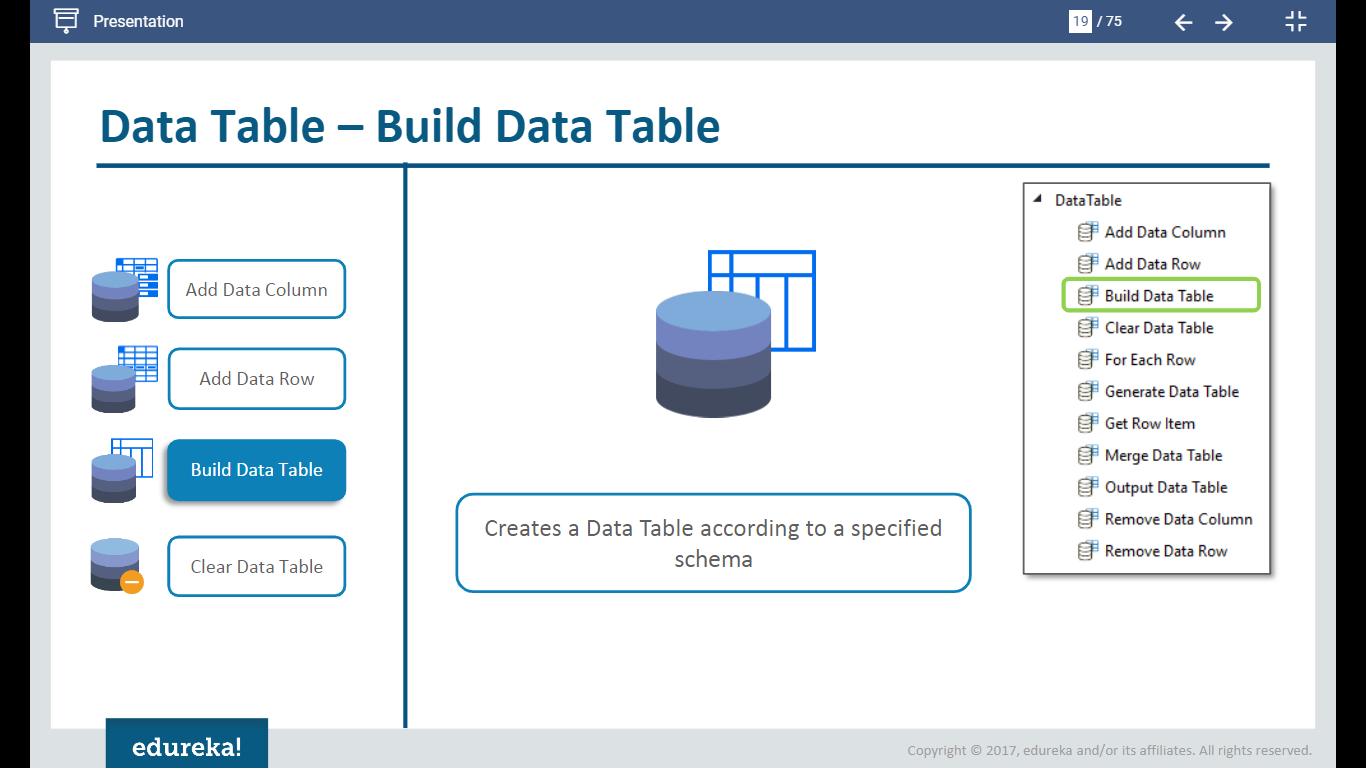 Presentation
19 / 75
Data Table – Build Data Table
Add Data Column
Add Data Row
Build Data Table
Clear Data Table
Creates a Data Table according to a specified
schema
DataTable
Add Data Column
Add Data Row
Build Data Table
Clear Data Table
For Each Row
Generate Data Table
Get Row Item
Merge Data Table
Output Data Table
Remove Data Column
Remove Data Row
edureka!
Copyright © 2017, edureka and/or its affiliates. All rights reserved.